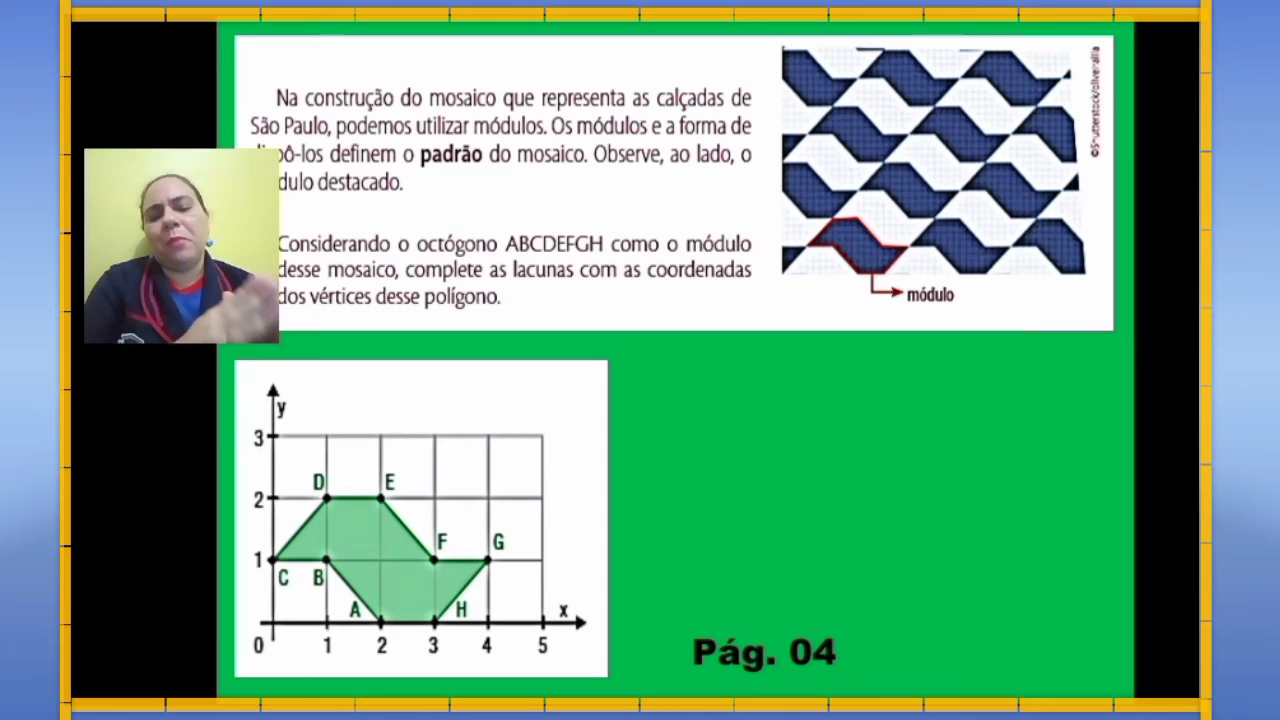 Na construção do mosaico que representa as calçadas de
São Paulo, podemos utilizar módulos. Os módulos e a forma de
los definem o padrão do mosaico. Observe, ao lado, o
destacado.
Considerando o octógono ABCDEFGH como o módulo
desse mosaico, complete as lacunas com as coordenadas
dos vértices desse polígono.
©Shutterstock/oliveralila
módulo
y
3
D E
2
F G
1
C B
A H x
0 1 2 3 4 5
Pág. 04